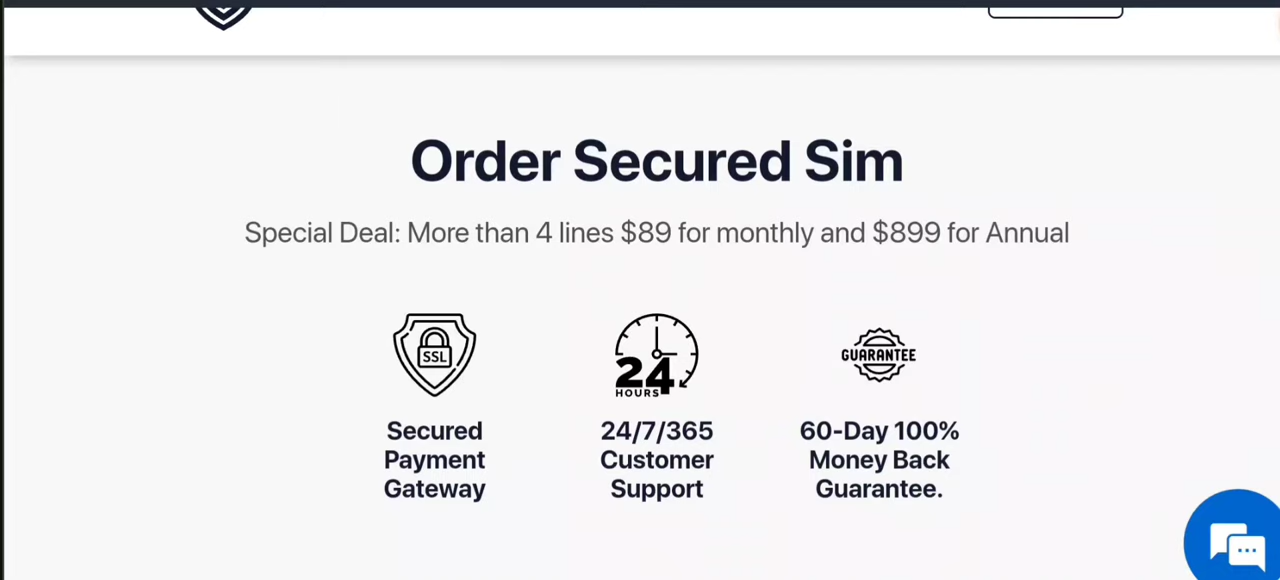 Order Secured Sim
Special Deal: More than 4 lines $89 for monthly and $899 for Annual
SSL
24
HOURS
GUARANTEE
Secured
Payment
Gateway
24/7/365
Customer
Support
60-Day 100%
Money Back
Guarantee.